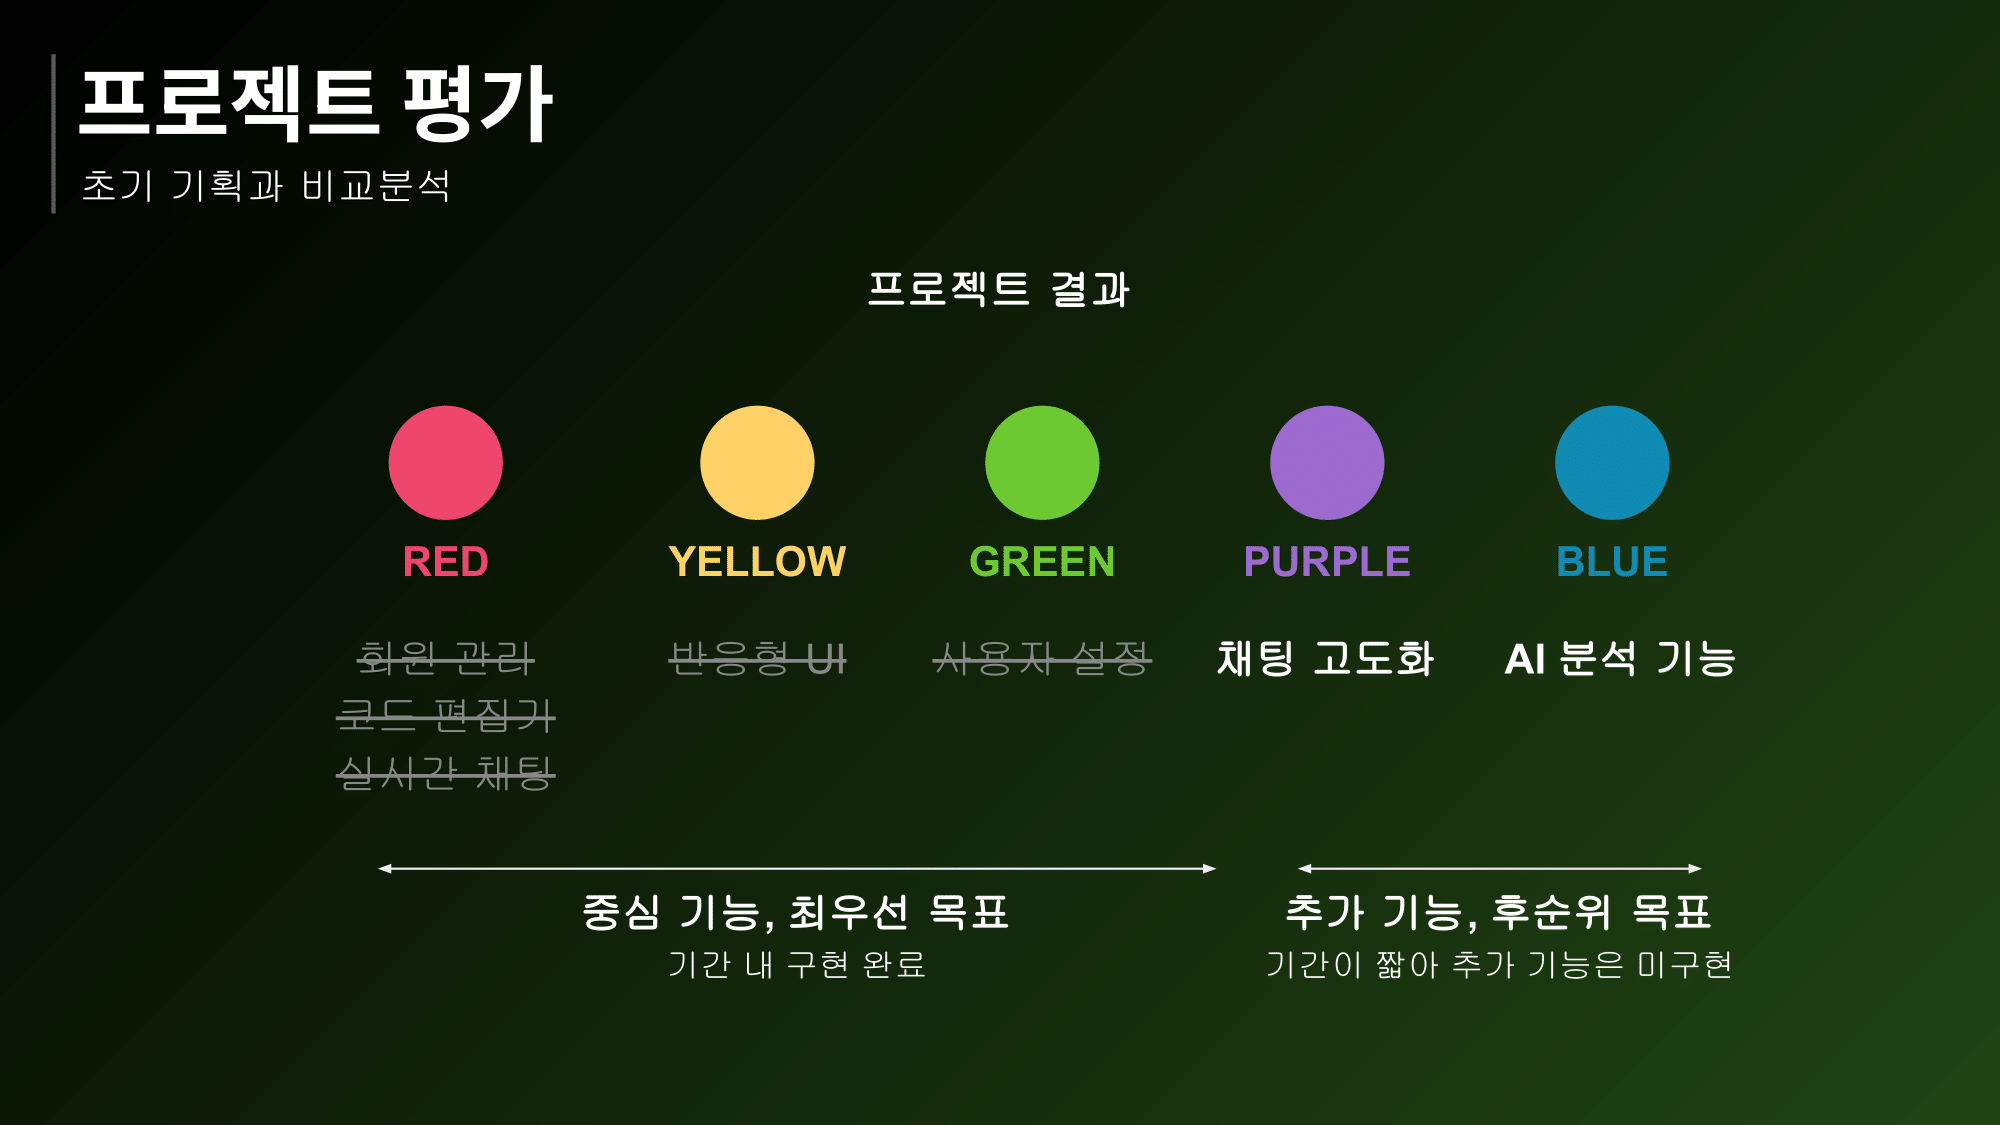 프로젝트 평가
초기 기획과 비교분석
프로젝트 결과
RED
YELLOW
GREEN
PURPLE
BLUE
회원 관리
코드 편집기
실시간 채팅
반응형 UI
사용자 설정
채팅 고도화
AI 분석 기능
중심 기능, 최우선 목표
기간 내 구현 완료
추가 기능, 후순위 목표
기간이 짧아 추가 기능은 미구현